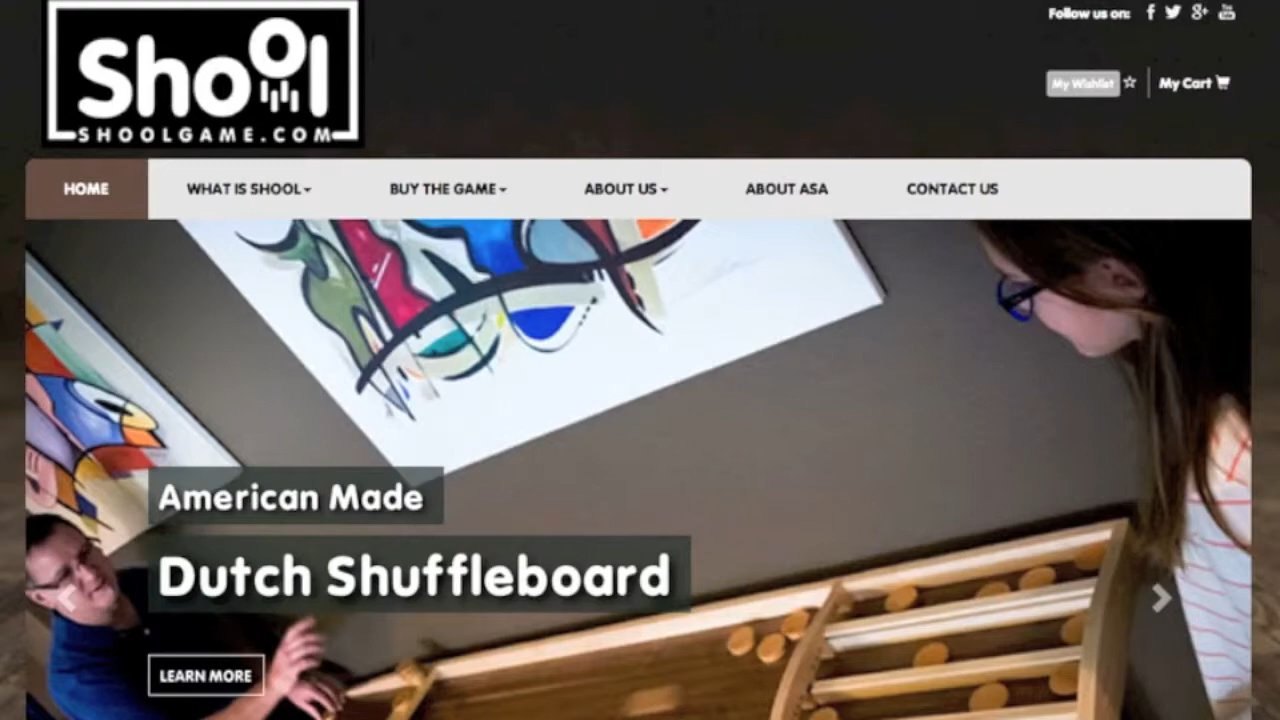 Shool
SHOOLGAME.COM
Follow us on:
My Wishlist
My Cart
HOME WHAT IS SHOOL BUY THE GAME ABOUT US ABOUT ASA CONTACT US
American Made
Dutch Shuffleboard
LEARN MORE